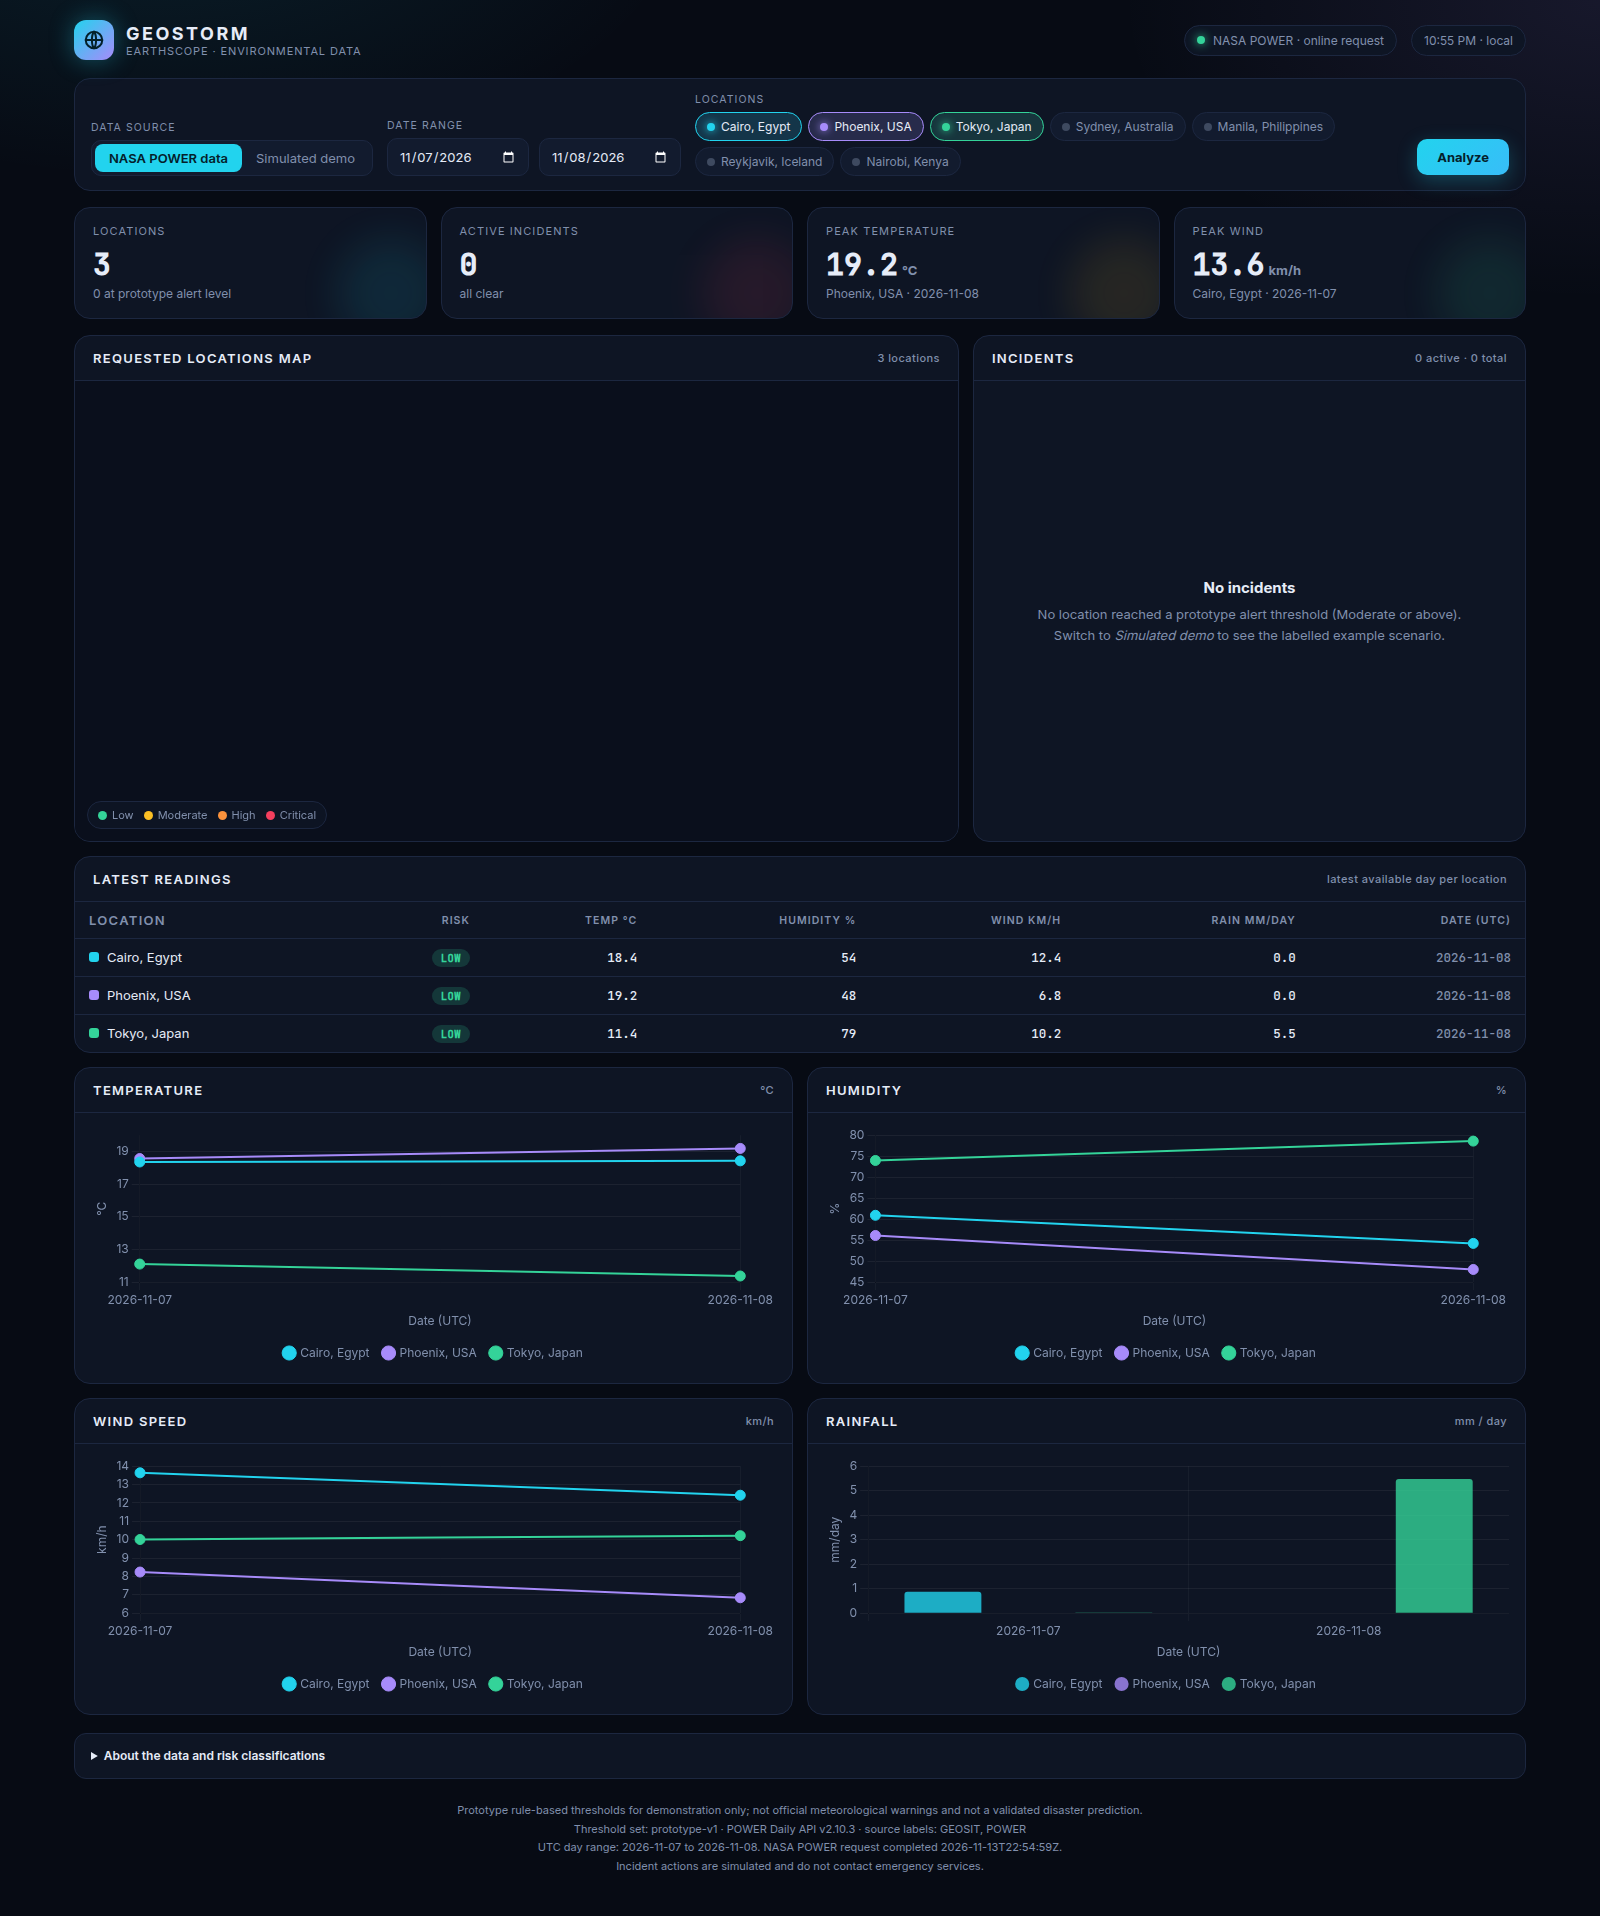 GEOSTORM
EARTHSCOPE · ENVIRONMENTAL DATA
NASA POWER · online request
10:55 PM · local
DATA SOURCE
NASA POWER data
Simulated demo
DATE RANGE
11/07/2026
11/08/2026
LOCATIONS
Cairo, Egypt
Phoenix, USA
Tokyo, Japan
Sydney, Australia
Manila, Philippines
Reykjavik, Iceland
Nairobi, Kenya
Analyze
LOCATIONS
3
0 at prototype alert level
ACTIVE INCIDENTS
0
all clear
PEAK TEMPERATURE
19.2 °C
Phoenix, USA · 2026-11-08
PEAK WIND
13.6 km/h
Cairo, Egypt · 2026-11-07
REQUESTED LOCATIONS MAP
3 locations
Low
Moderate
High
Critical
INCIDENTS
0 active · 0 total
No incidents
No location reached a prototype alert threshold (Moderate or above).
Switch to Simulated demo to see the labelled example scenario.
LATEST READINGS
latest available day per location
LOCATION RISK TEMP °C HUMIDITY % WIND KM/H RAIN MM/DAY DATE (UTC)
Cairo, Egypt LOW 18.4 54 12.4 0.0 2026-11-08
Phoenix, USA LOW 19.2 48 6.8 0.0 2026-11-08
Tokyo, Japan LOW 11.4 79 10.2 5.5 2026-11-08
TEMPERATURE
°C
19
17
15
13
11
°C
2026-11-07
2026-11-08
Date (UTC)
Cairo, Egypt
Phoenix, USA
Tokyo, Japan
HUMIDITY
%
80
75
70
65
60
55
50
45
%
2026-11-07
2026-11-08
Date (UTC)
Cairo, Egypt
Phoenix, USA
Tokyo, Japan
WIND SPEED
km/h
14
13
12
11
10
9
8
7
6
km/h
2026-11-07
2026-11-08
Date (UTC)
Cairo, Egypt
Phoenix, USA
Tokyo, Japan
RAINFALL
mm / day
6
5
4
3
2
1
0
mm/day
2026-11-07
2026-11-08
Date (UTC)
Cairo, Egypt
Phoenix, USA
Tokyo, Japan
About the data and risk classifications
Prototype rule-based thresholds for demonstration only; not official meteorological warnings and not a validated disaster prediction.
Threshold set: prototype-v1 · POWER Daily API v2.10.3 · source labels: GEOSIT, POWER
UTC day range: 2026-11-07 to 2026-11-08. NASA POWER request completed 2026-11-13T22:54:59Z.
Incident actions are simulated and do not contact emergency services.